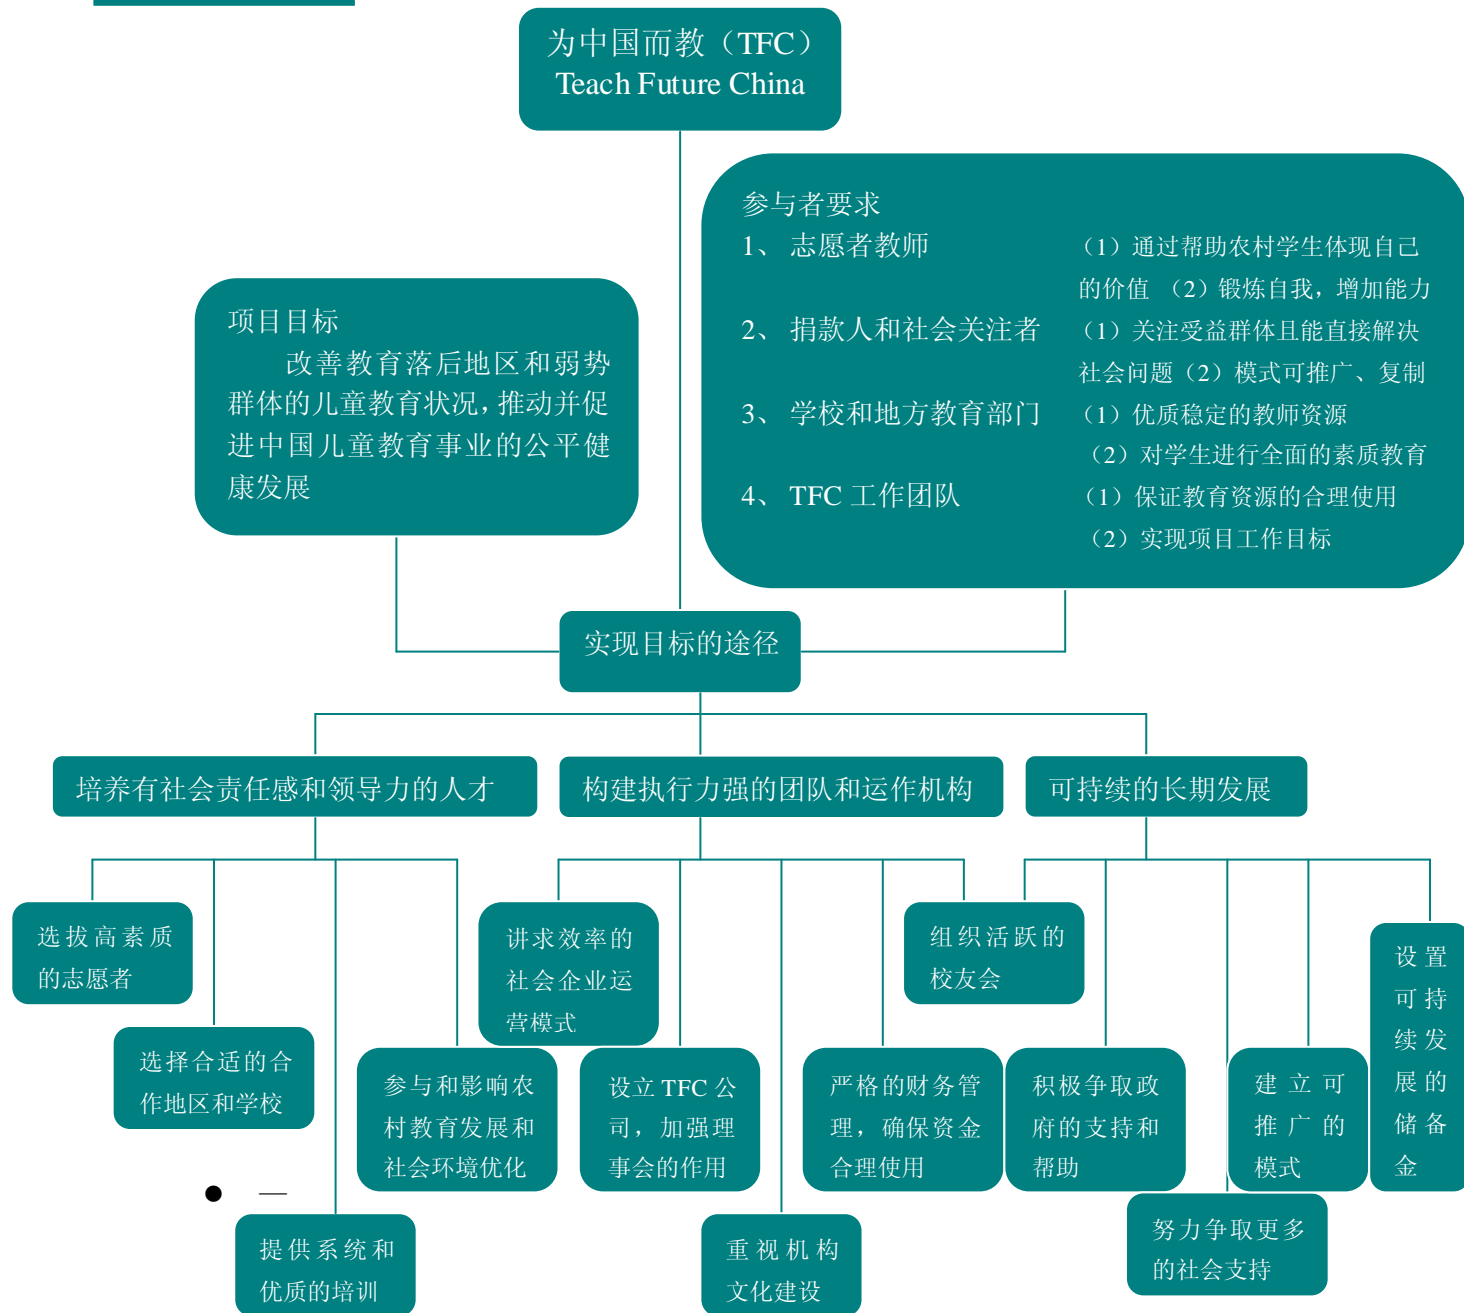 为中国而教（TFC）
Teach Future China
参与者要求
1、 志愿者教师 （1）通过帮助农村学生体现自己
的价值 （2）锻炼自我，增加能力
2、 捐款人和社会关注者 （1）关注受益群体且能直接解决
社会问题（2）模式可推广、复制
3、 学校和地方教育部门 （1）优质稳定的教师资源
（2）对学生进行全面的素质教育
4、 TFC 工作团队 （1）保证教育资源的合理使用
（2）实现项目工作目标
项目目标
改善教育落后地区和弱势
群体的儿童教育状况，推动并促
进中国儿童教育事业的公平健
康发展
实现目标的途径
培养有社会责任感和领导力的人才
构建执行力强的团队和运作机构
可持续的长期发展
选拔高素质
的志愿者
选择合适的合
作地区和学校
提供系统和
优质的培训
参与和影响农
村教育发展和
社会环境优化
讲求效率的
社会企业运
营模式
设立 TFC 公
司，加强理
事会的作用
重视机构
文化建设
严格的财务管
理，确保资金
合理使用
组织活跃的
校友会
积极争取政
府的支持和
帮助
努力争取更多
的社会支持
建立可
推广的
模式
设置
可持
续发
展的
储备
金